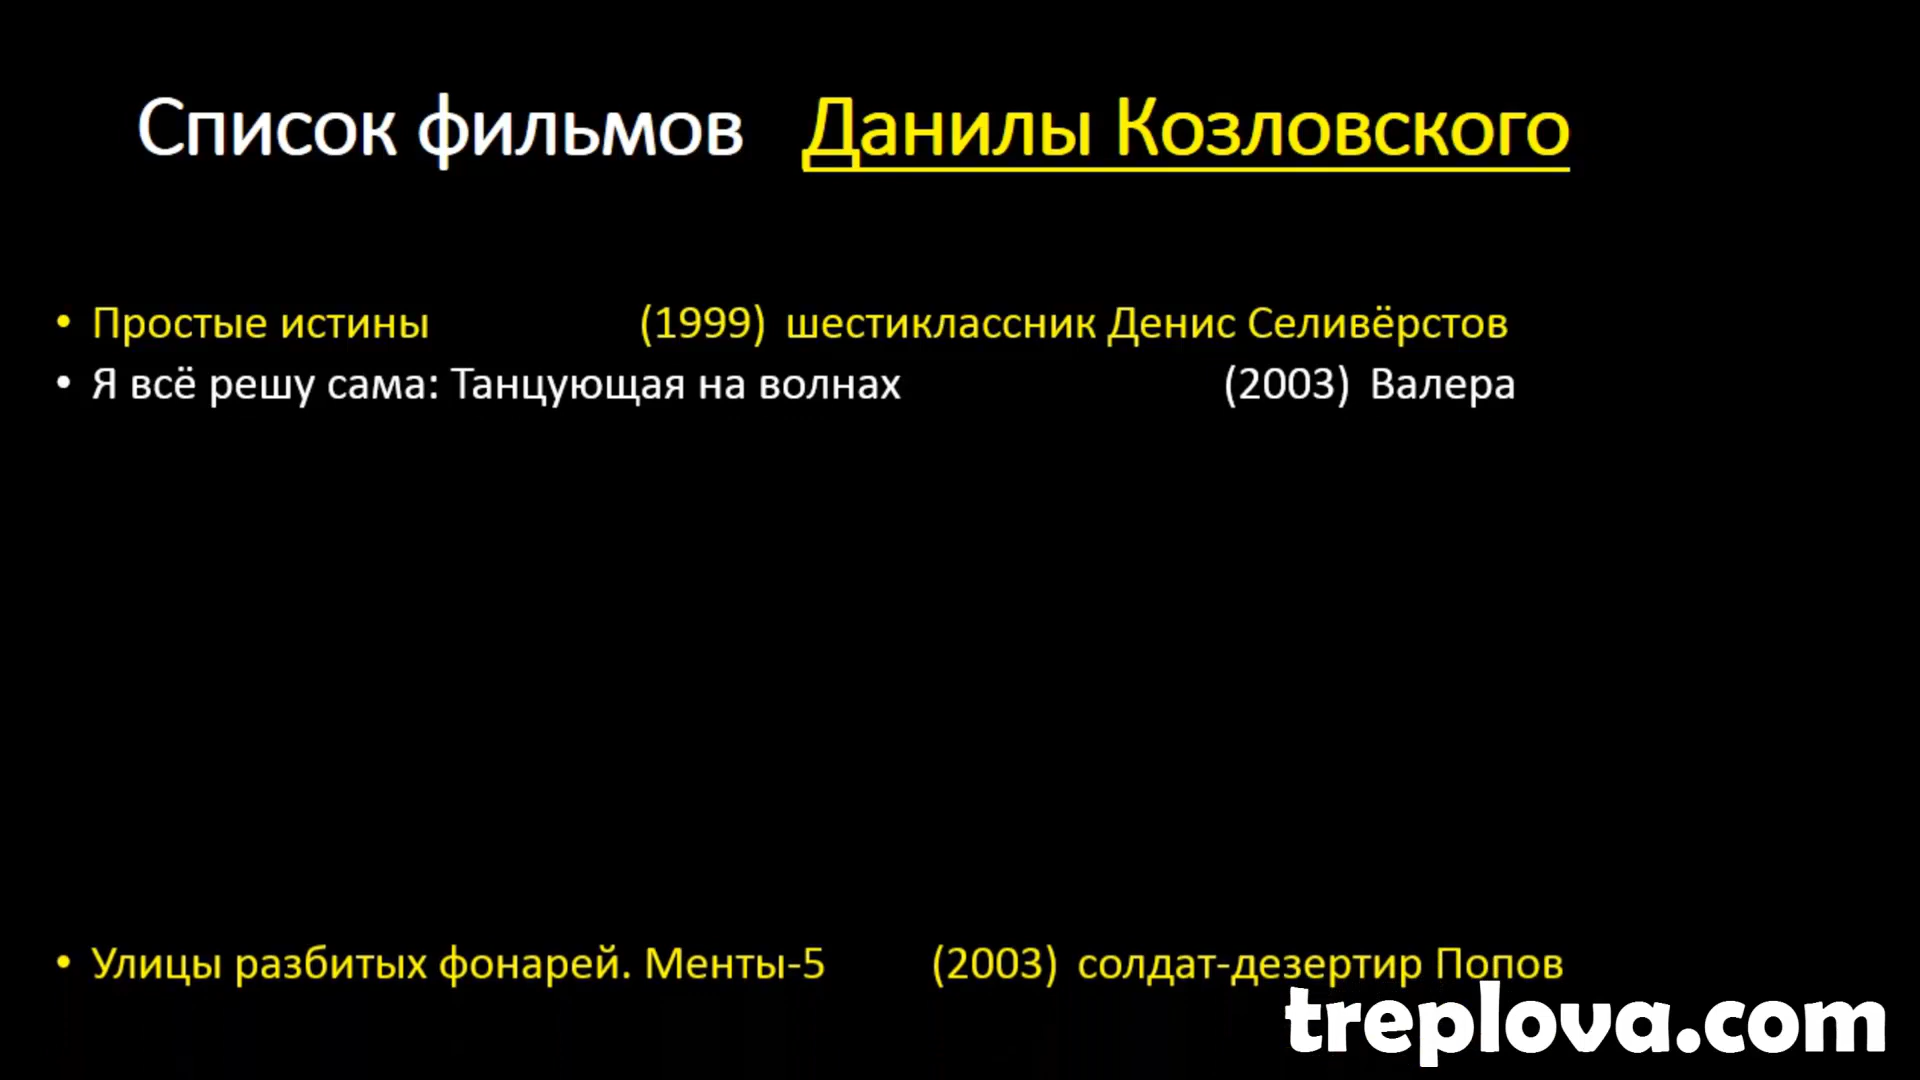 Список фильмов Данилы Козловского
• Простые истины (1999) шестиклассник Денис Селивёрстов
• Я всё решу сама: Танцующая на волнах (2003) Валера
• Улицы разбитых фонарей. Менты-5 (2003) солдат-дезертир Попов
treplova.com